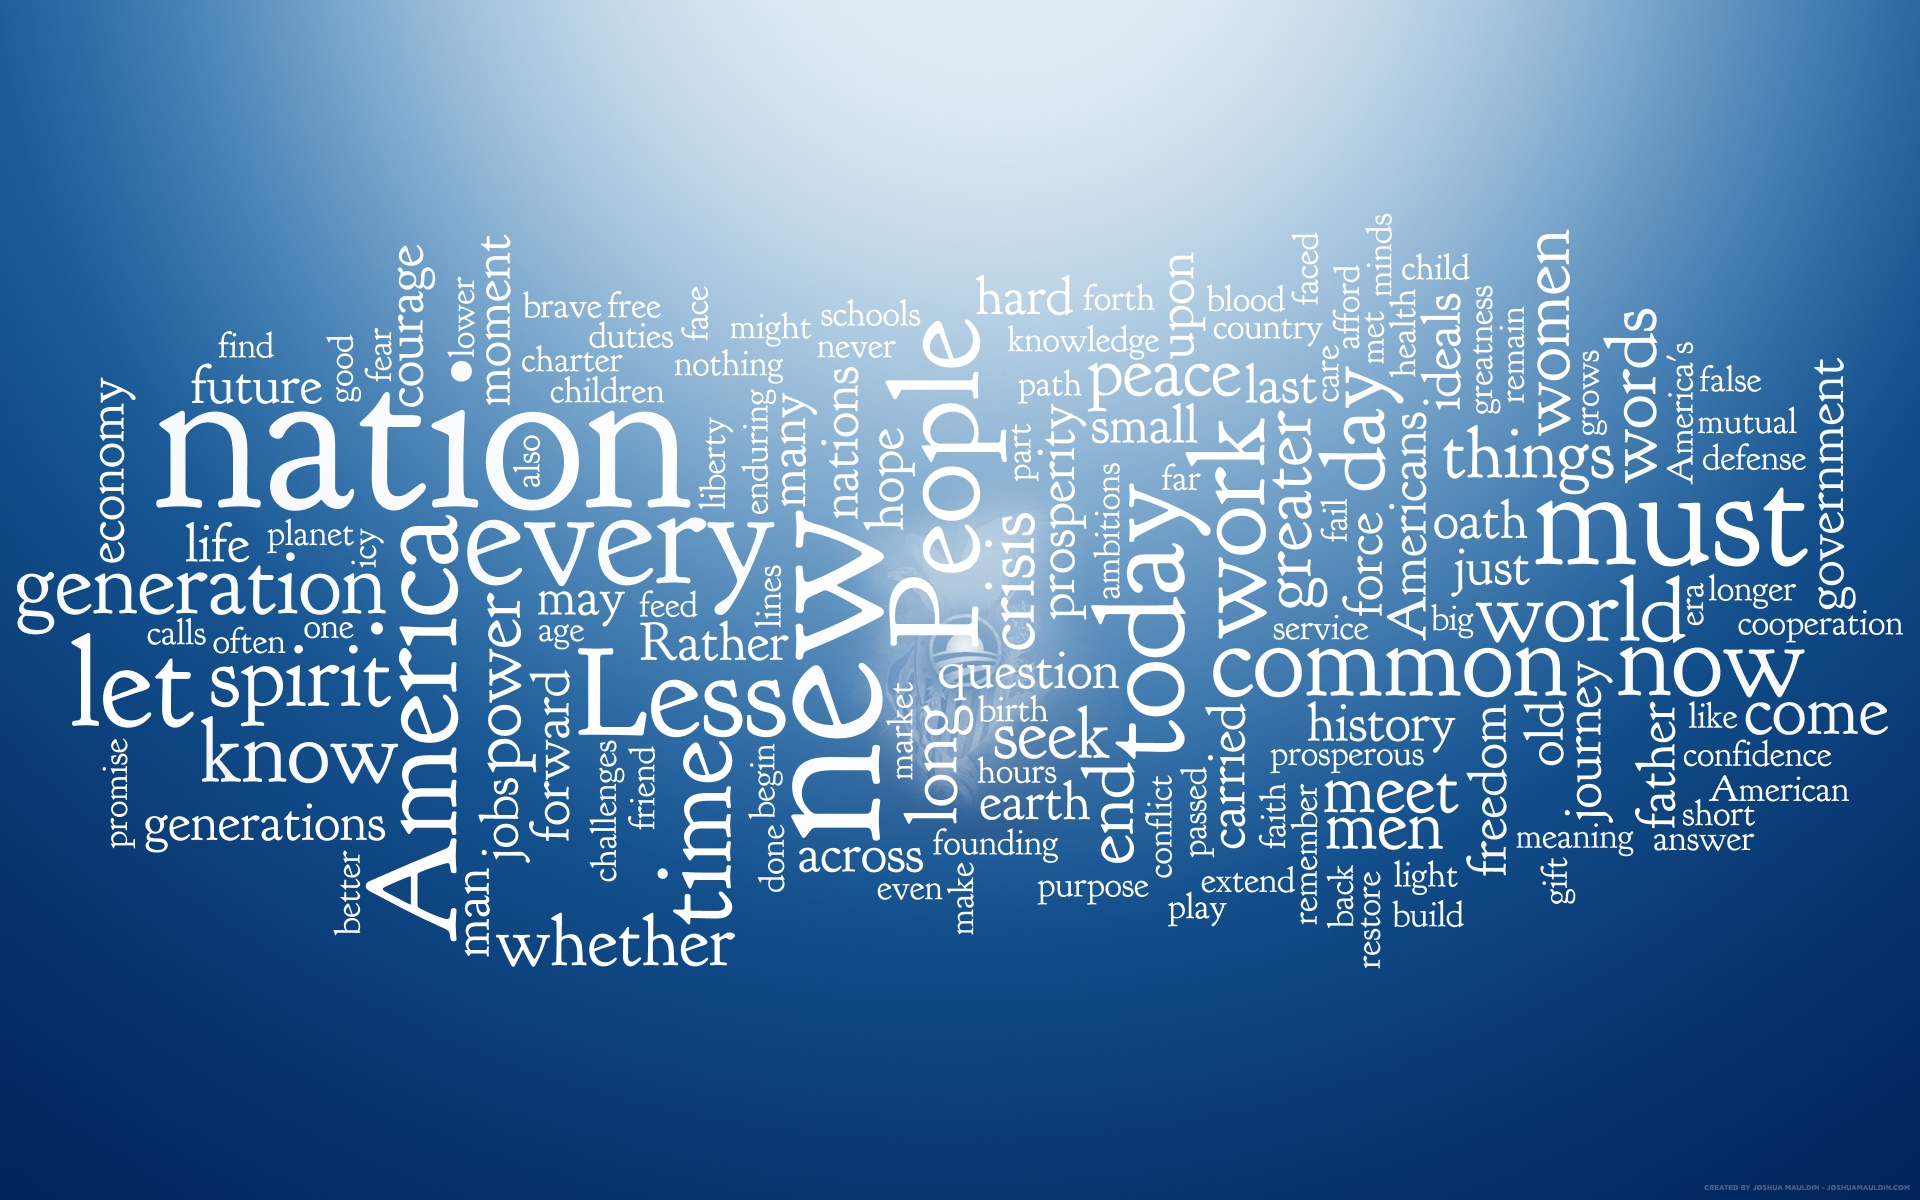 economy
find
future
good
fear
courage
lower
moment
brave
free
duties
face
charter
children
might
nothing
schools
never
nation
also
liberty
enduring
many
nations
hope
People
hard
forth
knowledge
path
part
peace
small
upon
blood
country
last
faced
care
afford
met
minds
health
child
ideals
greatness
remain
women
grows
words
America's
false
mutual
defense
government
life
planet
icy
generation
calls
often
one
let
spirit
know
promise
generations
better
America
every
power
may
feed
age
lines
Rather
Less
new
jobs
forward
challenges
friend
time
begin
done
man
whether
across
even
make
market
long
founding
crisis
prosperity
ambitions
today
far
work
greater
fail
day
force
Americans
things
oath
just
must
big
world
era
longer
cooperation
service
common
now
question
birth
seek
hours
earth
end
purpose
conflict
passed
carried
play
extend
history
prosperous
faith
remember
meet
men
back
restore
light
build
freedom
old
journey
meaning
gift
father
like
come
confidence
American
short
answer
CREATED BY JOSHUA MAULDIN - JOSHUAMAULDIN.COM